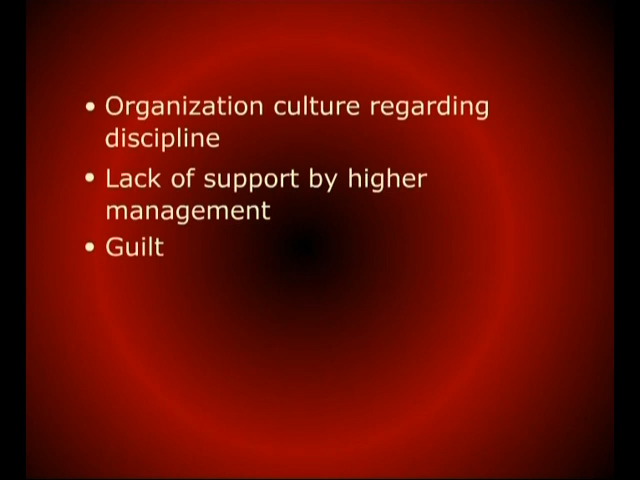 • Organization culture regarding
discipline
• Lack of support by higher
management
• Guilt